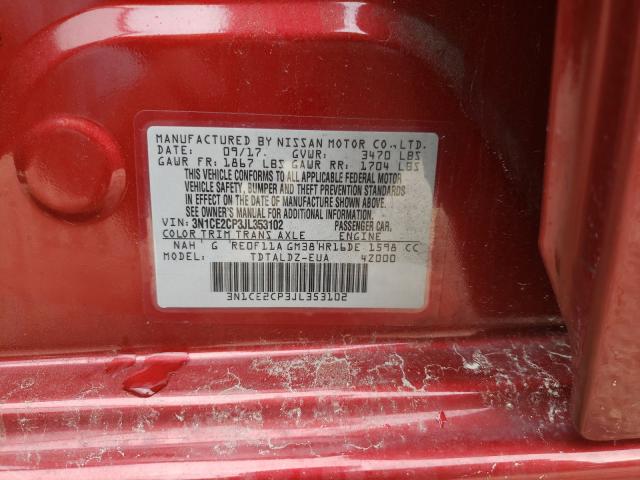 MANUFACTURED BY NISSAN MOTOR CO.,LTD.
DATE: 09/17. GVWR: 3470 LBS
GAWR FR: 1867 LBS GAWR RR: 1704 LBS
THIS VEHICLE CONFORMS TO ALL APPLICABLE FEDERAL MOTOR
VEHICLE SAFETY, BUMPER AND THEFT PREVENTION STANDARDS
IN EFFECT ON THE DATE OF MANUFACTURE SHOWN ABOVE.
SEE OWNER'S MANUAL FOR ADDITIONAL INFORMATION.
VIN: 3N1CE2CP3JL353102 PASSENGER CAR.
COLOR TRIM TRANS AXLE ENGINE
NAH G RE0F11A GM38 HR16DE 1598 CC
MODEL: TDTALDZ-EUA 42000
3N1CE2CP3JL353102